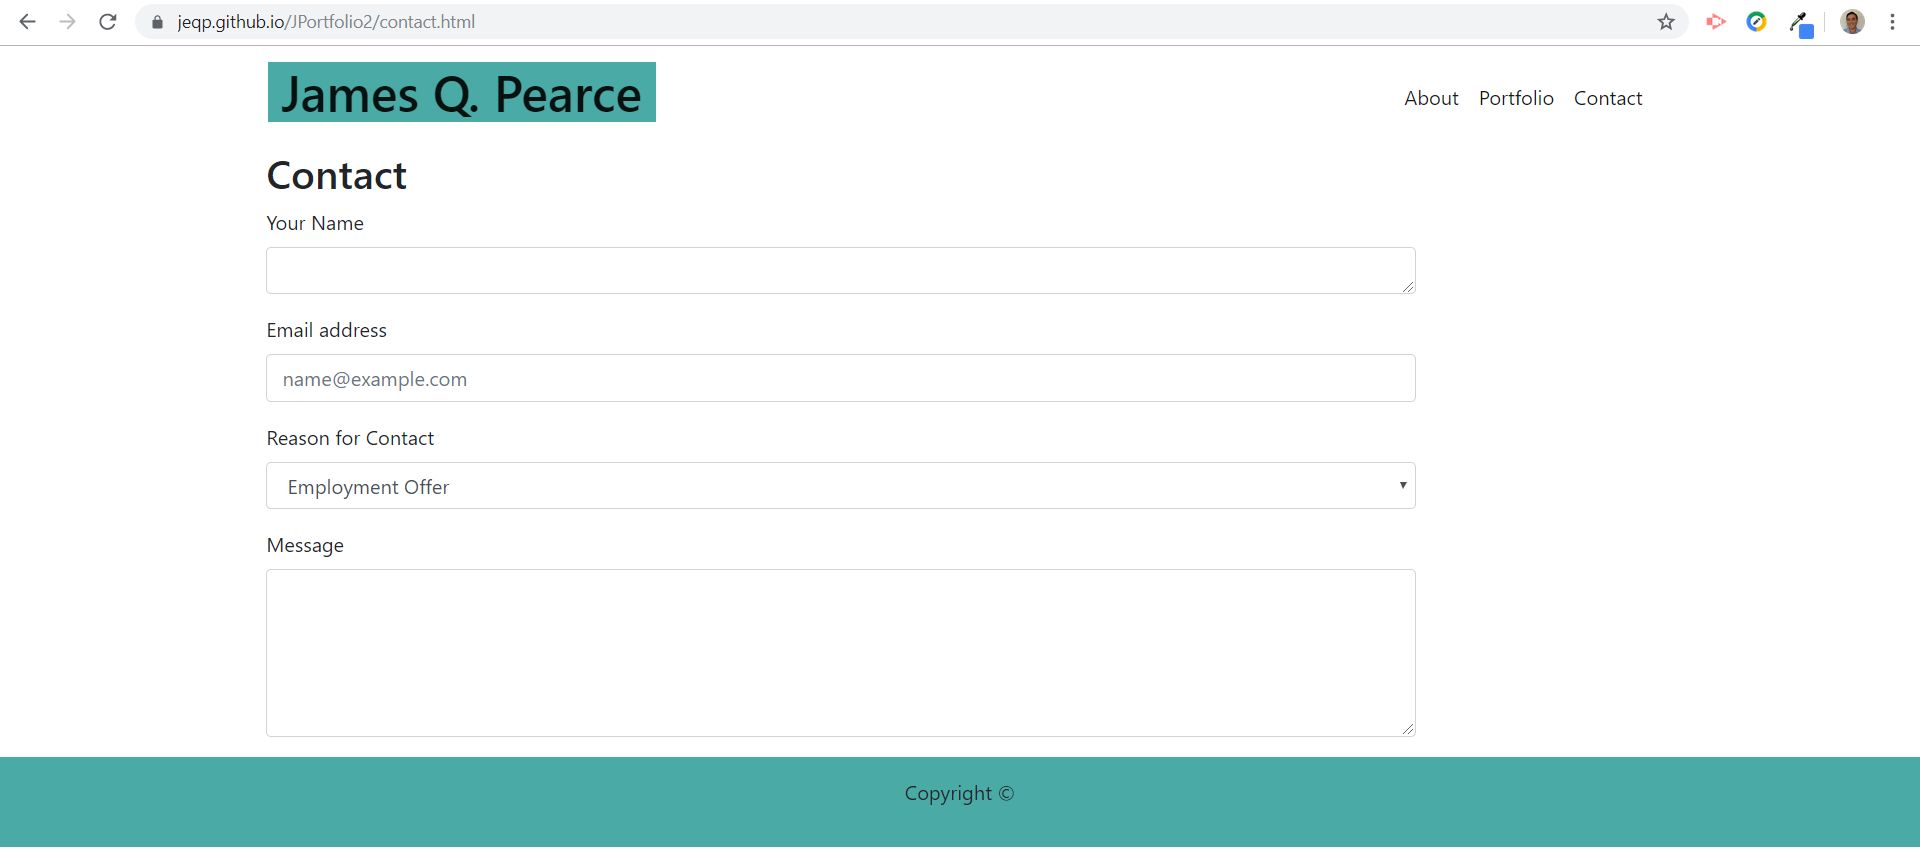 jeqp.github.io/JPortfolio2/contact.html
James Q. Pearce
About Portfolio Contact
Contact
Your Name
Email address
name@example.com
Reason for Contact
Employment Offer
Message
Copyright ©